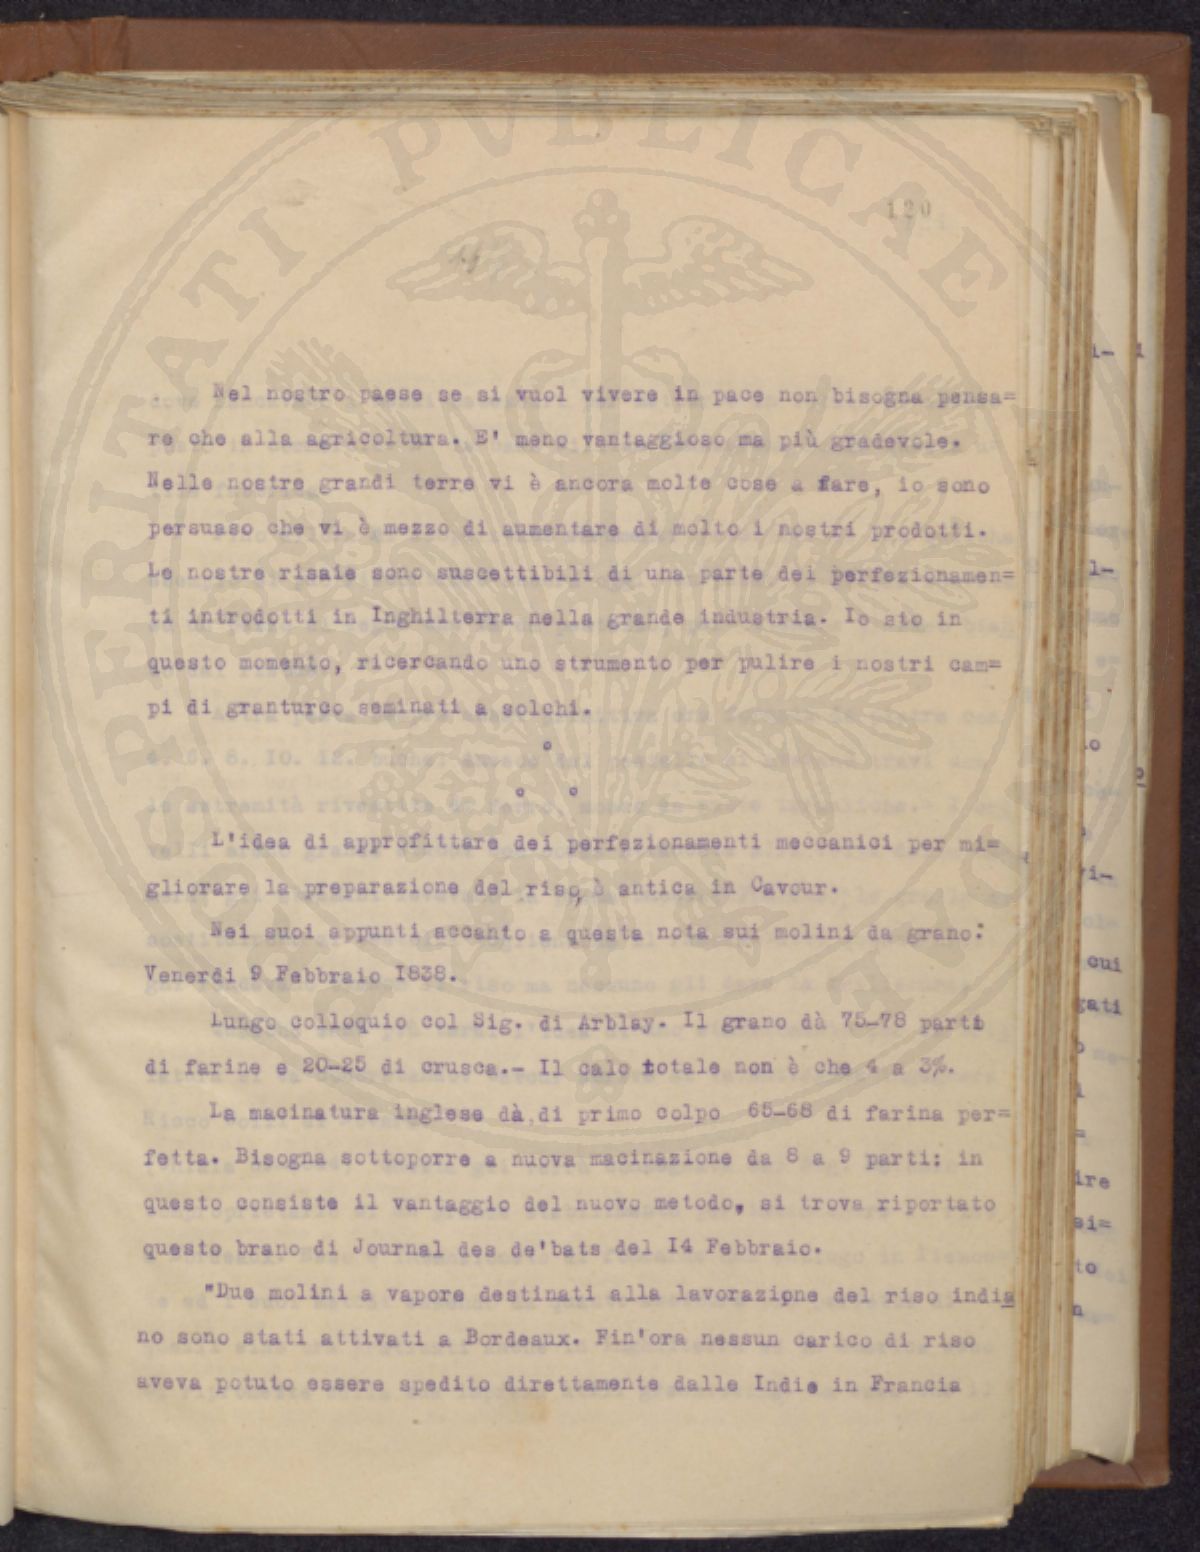 PROSPERITATI PVBLICAE
120
Nel nostro paese se si vuol vivere in pace non bisogna pensa=
re che alla agricoltura. E' meno vantaggioso ma più gradevole.
Nelle nostre grandi terre vi è ancora molte cose a fare, io sono
persuaso che vi è mezzo di aumentare di molto i nostri prodotti.
Le nostre risaie sono suscettibili di una parte dei perfezionamen=
ti introdotti in Inghilterra nella grande industria. Io sto in
questo momento, ricercando uno strumento per pulire i nostri cam=
pi di granturco seminati a solchi.
°
° °
L'idea di approfittare dei perfezionamenti meccanici per mi=
gliorare la preparazione del riso, è antica in Cavour.
Nei suoi appunti accanto a questa nota sui molini da grano:
Venerdi 9 Febbraio I838.
Lungo colloquio col Sig. di Arblay. Il grano dà 75-78 parti
di farine e 20-25 di crusca.- Il calo totale non è che 4 a 3%.
La macinatura inglese dà, di primo colpo 65-68 di farina per=
fetta. Bisogna sottoporre a nuova macinazione da 8 a 9 parti: in
questo consiste il vantaggio del nuovo metodo, si trova riportato
questo brano di Journal des de'bats del I4 Febbraio.
"Due molini a vapore destinati alla lavorazione del riso india
no sono stati attivati a Bordeaux. Fin'ora nessun carico di riso
aveva potuto essere spedito direttamente dalle Indie in Francia